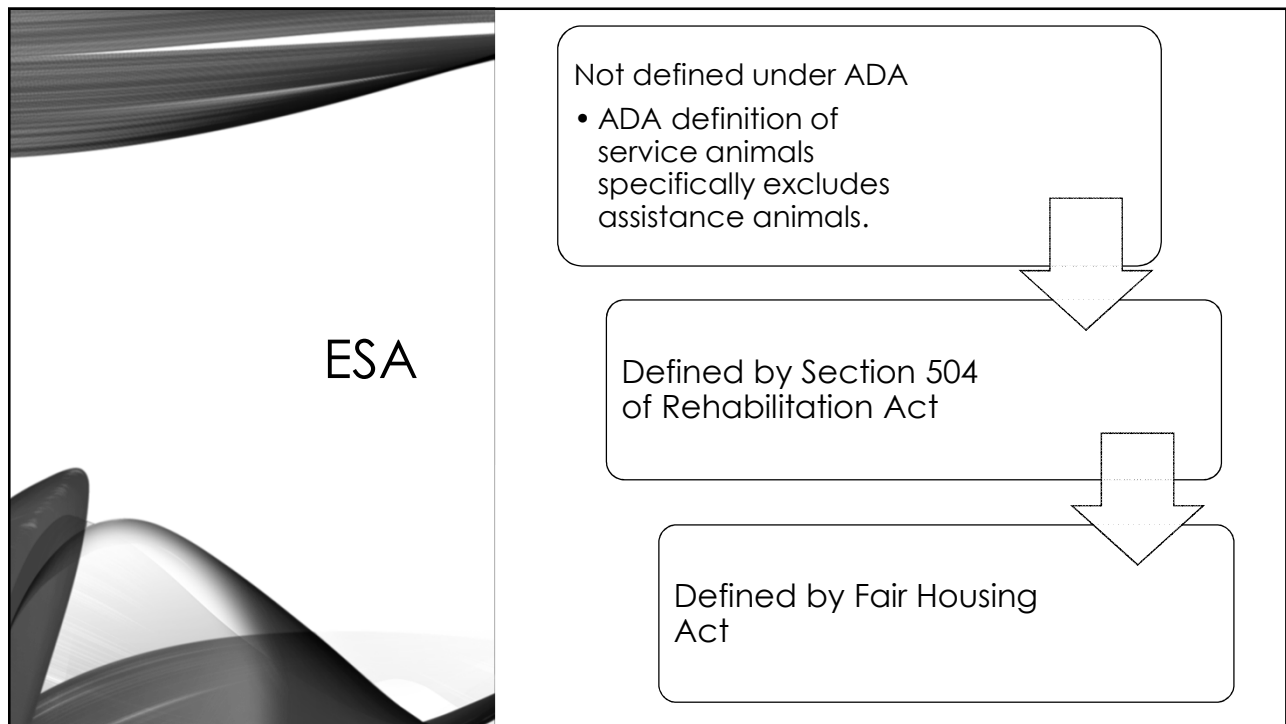 ESA
Not defined under ADA
• ADA definition of
service animals
specifically excludes
assistance animals.
Defined by Section 504
of Rehabilitation Act
Defined by Fair Housing
Act